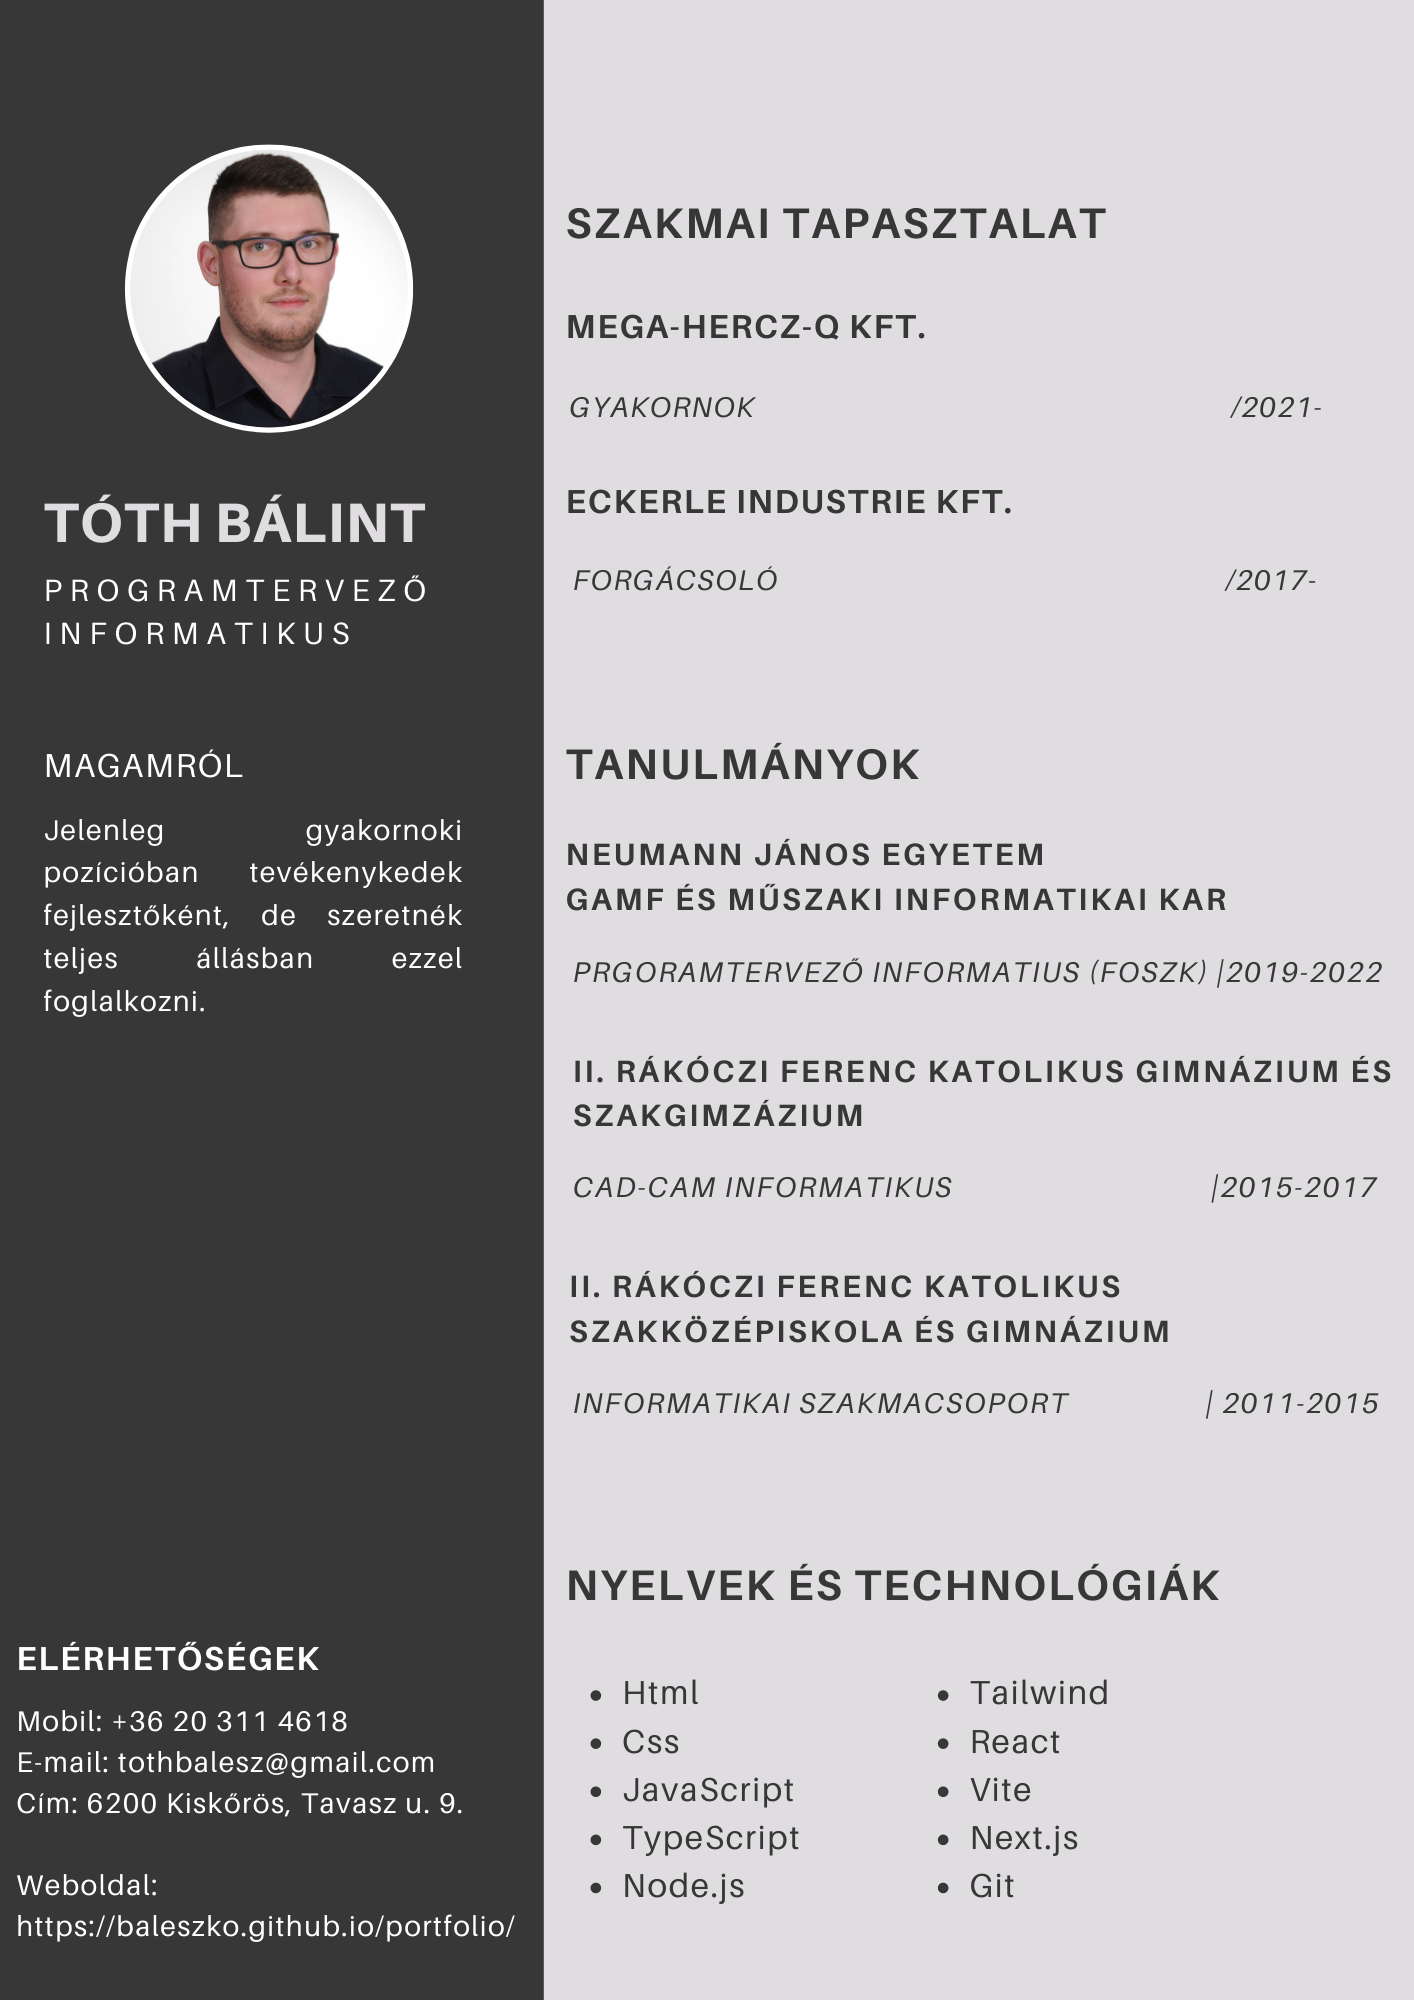 TÓTH BÁLINT
PROGRAMTERVEZŐ
INFORMATIKUS
MAGAMRÓL
Jelenleg gyakornoki
pozícióban tevékenykedek
fejlesztőként, de szeretnék
teljes állásban ezzel
foglalkozni.
ELÉRHETŐSÉGEK
Mobil: +36 20 311 4618
E-mail: tothbalesz@gmail.com
Cím: 6200 Kiskőrös, Tavasz u. 9.
Weboldal:
https://baleszko.github.io/portfolio/
SZAKMAI TAPASZTALAT
MEGA-HERCZ-Q KFT.
GYAKORNOK /2021-
ECKERLE INDUSTRIE KFT.
FORGÁCSOLÓ /2017-
TANULMÁNYOK
NEUMANN JÁNOS EGYETEM
GAMF ÉS MŰSZAKI INFORMATIKAI KAR
PRGORAMTERVEZŐ INFORMATIUS (FOSZK) |2019-2022
II. RÁKÓCZI FERENC KATOLIKUS GIMNÁZIUM ÉS
SZAKGIMZÁZIUM
CAD-CAM INFORMATIKUS |2015-2017
II. RÁKÓCZI FERENC KATOLIKUS
SZAKKÖZÉPISKOLA ÉS GIMNÁZIUM
INFORMATIKAI SZAKMACSOPORT | 2011-2015
NYELVEK ÉS TECHNOLÓGIÁK
• Html
• Css
• JavaScript
• TypeScript
• Node.js
• Tailwind
• React
• Vite
• Next.js
• Git